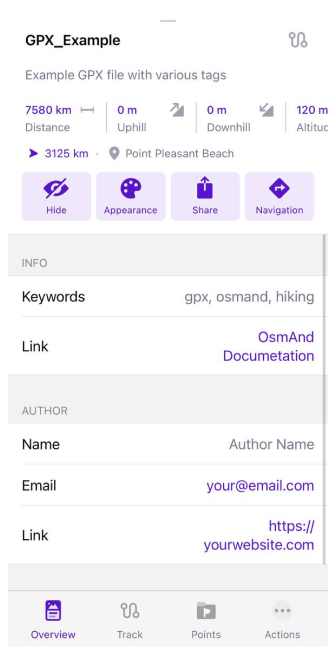 GPX_Example
Example GPX file with various tags
7580 km 0 m 0 m 120 m
Distance Uphill Downhill
3125 km · Point Pleasant Beach
Hide Appearance Share Navigation
INFO
Keywords gpx, osmand, hiking
Link OsmAnd
Documetation
AUTHOR
Name Author Name
Email your@email.com
Link https://
yourwebsite.com
Overview Track Points Actions